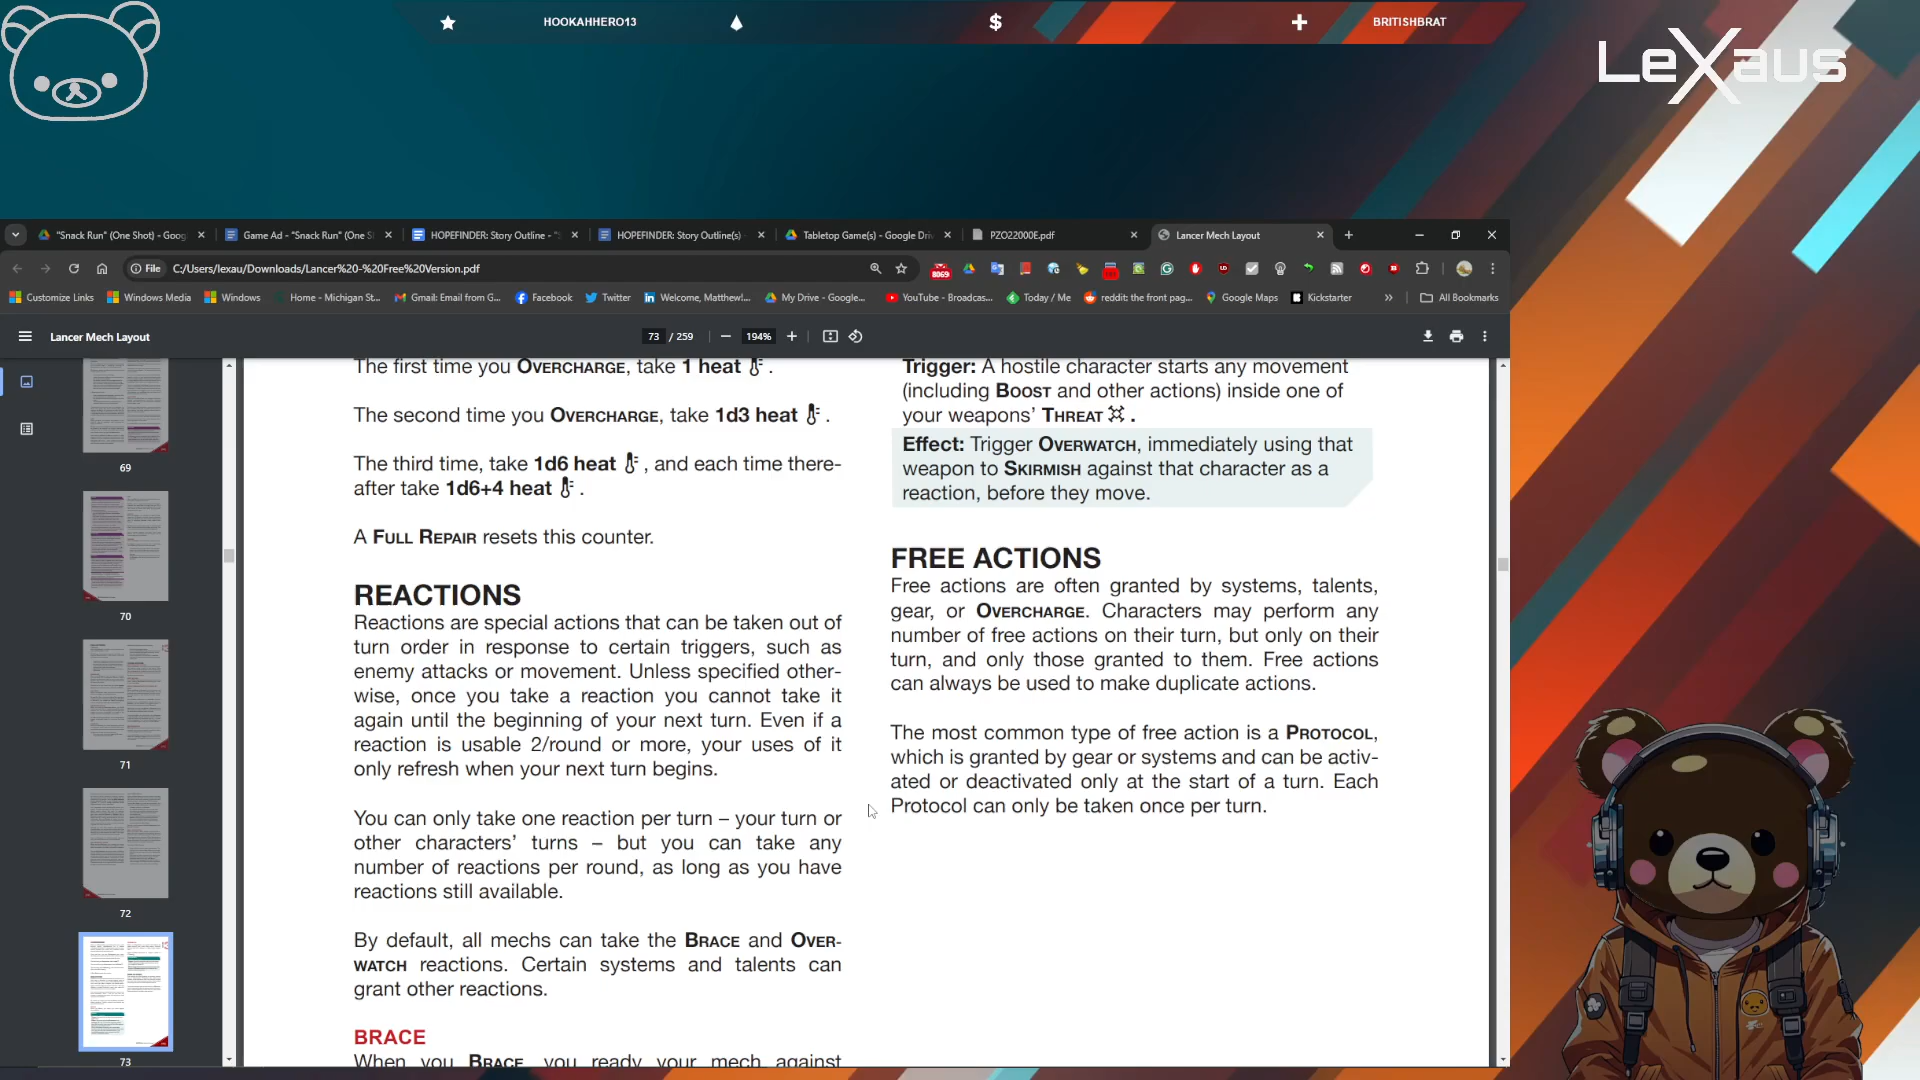 HOOKAHHERO13
$
BRITISHBRAT
LeXaus
"Snack Run" (One Shot) - Goog
Game Ad - "Snack Run" (One S
HOPEFINDER: Story Outline - "S
HOPEFINDER: Story Outline(s)
Tabletop Game(s) - Google Driv
PZO22000E.pdf
Lancer Mech Layout
File
C:/Users/lexau/Downloads/Lancer%20-%20Free%20Version.pdf
8069
Customize Links
Windows Media
Windows
Home - Michigan St...
Gmail: Email from G...
Facebook
Twitter
Welcome, Matthew!...
My Drive - Google...
YouTube - Broadcas...
Today / Me
reddit: the front pag...
Google Maps
Kickstarter
»
All Bookmarks
Lancer Mech Layout
73 / 259
194%
69
70
71
72
73
The first time you OVERCHARGE, take 1 heat .
The second time you OVERCHARGE, take 1d3 heat .
The third time, take 1d6 heat , and each time there-
after take 1d6+4 heat .
A FULL REPAIR resets this counter.
REACTIONS
Reactions are special actions that can be taken out of
turn order in response to certain triggers, such as
enemy attacks or movement. Unless specified other-
wise, once you take a reaction you cannot take it
again until the beginning of your next turn. Even if a
reaction is usable 2/round or more, your uses of it
only refresh when your next turn begins.
You can only take one reaction per turn – your turn or
other characters’ turns – but you can take any
number of reactions per round, as long as you have
reactions still available.
By default, all mechs can take the BRACE and OVER-
WATCH reactions. Certain systems and talents can
grant other reactions.
BRACE
When you BRACE, you ready your mech against
Trigger: A hostile character starts any movement
(including BOOST and other actions) inside one of
your weapons’ THREAT .
Effect: Trigger OVERWATCH, immediately using that
weapon to SKIRMISH against that character as a
reaction, before they move.
FREE ACTIONS
Free actions are often granted by systems, talents,
gear, or OVERCHARGE. Characters may perform any
number of free actions on their turn, but only on their
turn, and only those granted to them. Free actions
can always be used to make duplicate actions.
The most common type of free action is a PROTOCOL,
which is granted by gear or systems and can be activ-
ated or deactivated only at the start of a turn. Each
Protocol can only be taken once per turn.